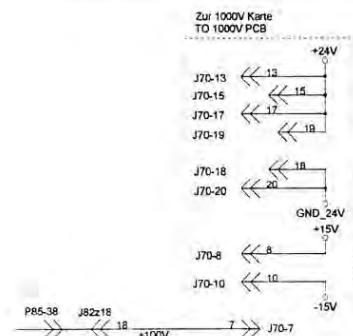 Zur 1000V Karte
TO 1000V PCB
+24V
J70-13 13
J70-15 15
J70-17 17
J70-19 19
J70-18 18
J70-20 20
GND_24V
+15V
J70-8 8
J70-10 10
-15V
P85-38 J82z18
18 +100V 7 J70-7